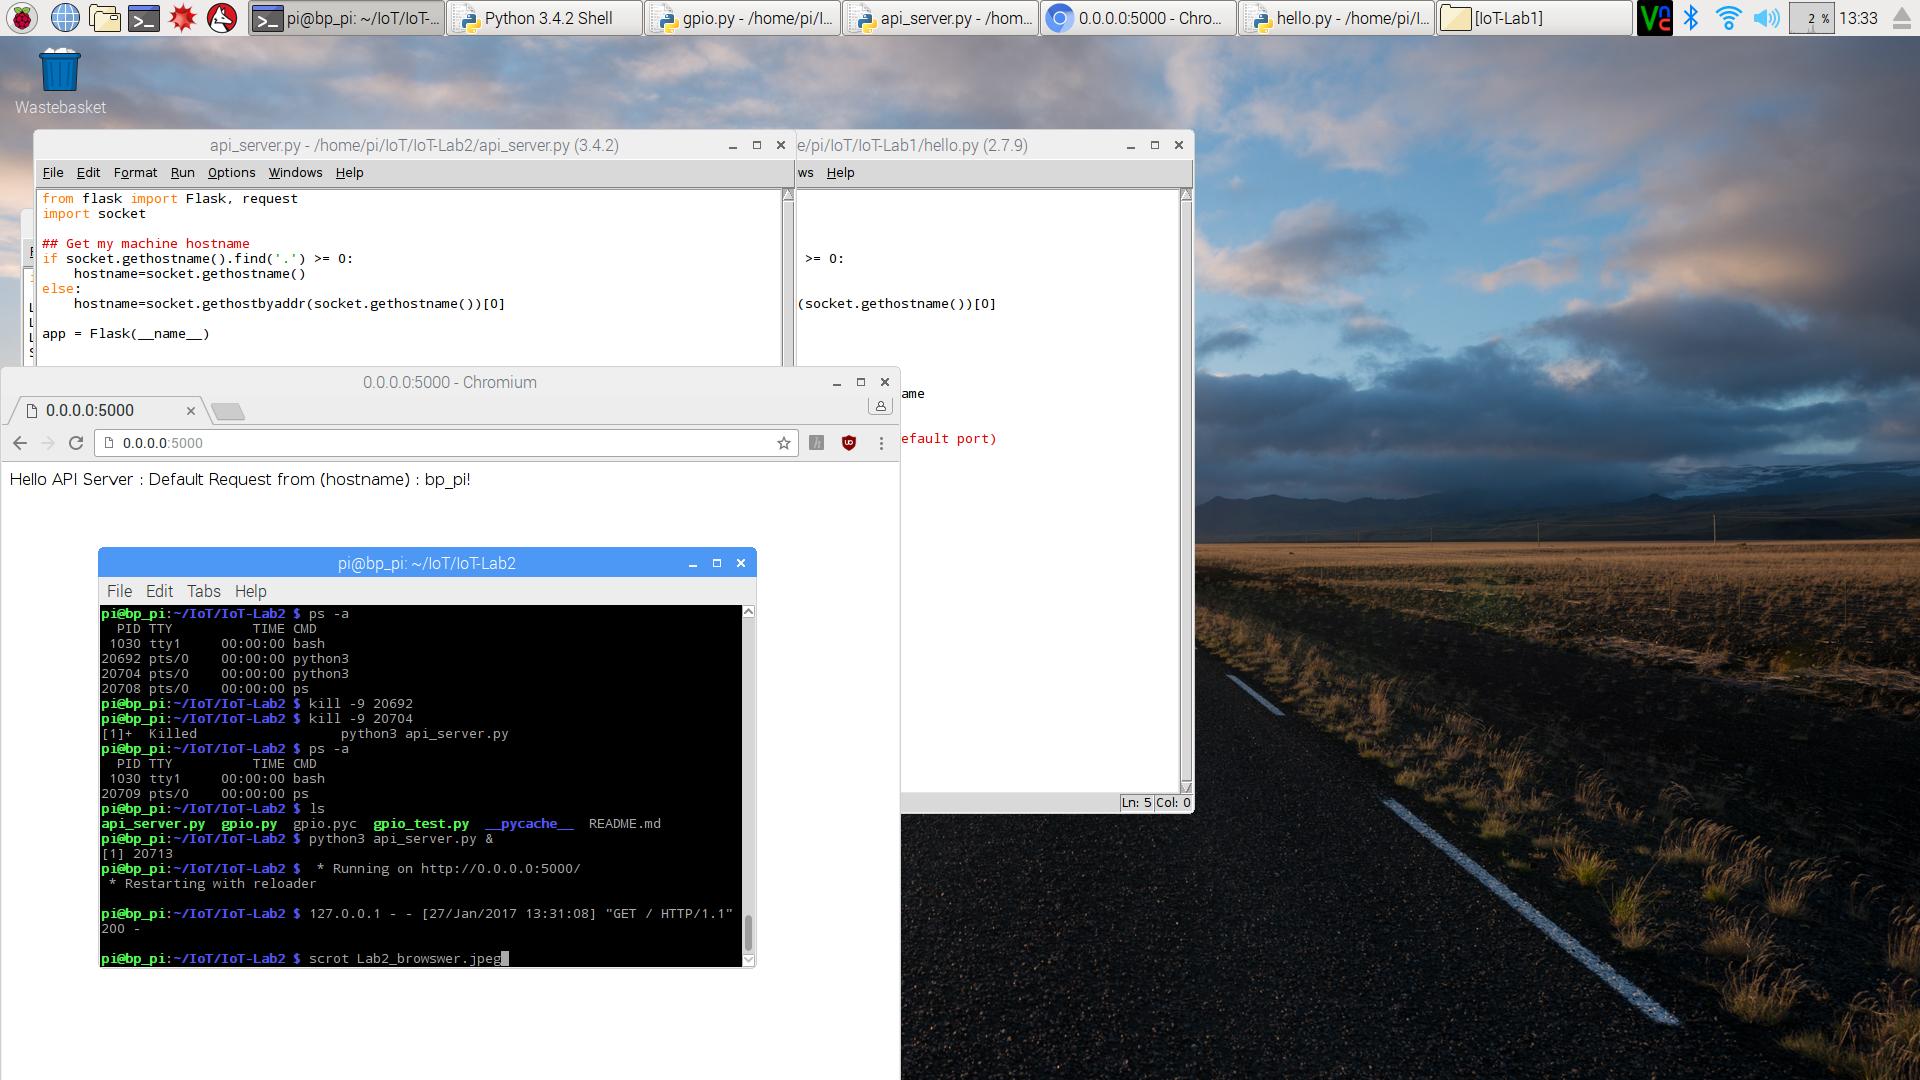 pi@bp_pi: ~/IoT/IoT-...
Python 3.4.2 Shell
gpio.py - /home/pi/I...
api_server.py - /hom...
0.0.0.0:5000 - Chro...
hello.py - /home/pi/I...
[IoT-Lab1]
2 %
13:33
Wastebasket
api_server.py - /home/pi/IoT/IoT-Lab2/api_server.py (3.4.2)
File Edit Format Run Options Windows Help
from flask import Flask, request
import socket
## Get my machine hostname
if socket.gethostname().find('.') >= 0:
    hostname=socket.gethostname()
else:
    hostname=socket.gethostbyaddr(socket.gethostname())[0]
app = Flask(__name__)
e/pi/IoT/IoT-Lab1/hello.py (2.7.9)
ws Help
>= 0:
(socket.gethostname())[0]
ame
efault port)
Ln: 5 Col: 0
0.0.0.0:5000 - Chromium
0.0.0.0:5000
0.0.0.0:5000
Hello API Server : Default Request from (hostname) : bp_pi!
pi@bp_pi: ~/IoT/IoT-Lab2
File Edit Tabs Help
pi@bp_pi:~/IoT/IoT-Lab2 $ ps -a
  PID TTY          TIME CMD
 1030 tty1     00:00:00 bash
20692 pts/0    00:00:00 python3
20704 pts/0    00:00:00 python3
20708 pts/0    00:00:00 ps
pi@bp_pi:~/IoT/IoT-Lab2 $ kill -9 20692
pi@bp_pi:~/IoT/IoT-Lab2 $ kill -9 20704
[1]+  Killed                  python3 api_server.py
pi@bp_pi:~/IoT/IoT-Lab2 $ ps -a
  PID TTY          TIME CMD
 1030 tty1     00:00:00 bash
20709 pts/0    00:00:00 ps
pi@bp_pi:~/IoT/IoT-Lab2 $ ls
api_server.py  gpio.py  gpio.pyc  gpio_test.py  __pycache__  README.md
pi@bp_pi:~/IoT/IoT-Lab2 $ python3 api_server.py &
[1] 20713
pi@bp_pi:~/IoT/IoT-Lab2 $  * Running on http://0.0.0.0:5000/
 * Restarting with reloader
pi@bp_pi:~/IoT/IoT-Lab2 $ 127.0.0.1 - - [27/Jan/2017 13:31:08] "GET / HTTP/1.1"
200 -
pi@bp_pi:~/IoT/IoT-Lab2 $ scrot Lab2_browswer.jpeg